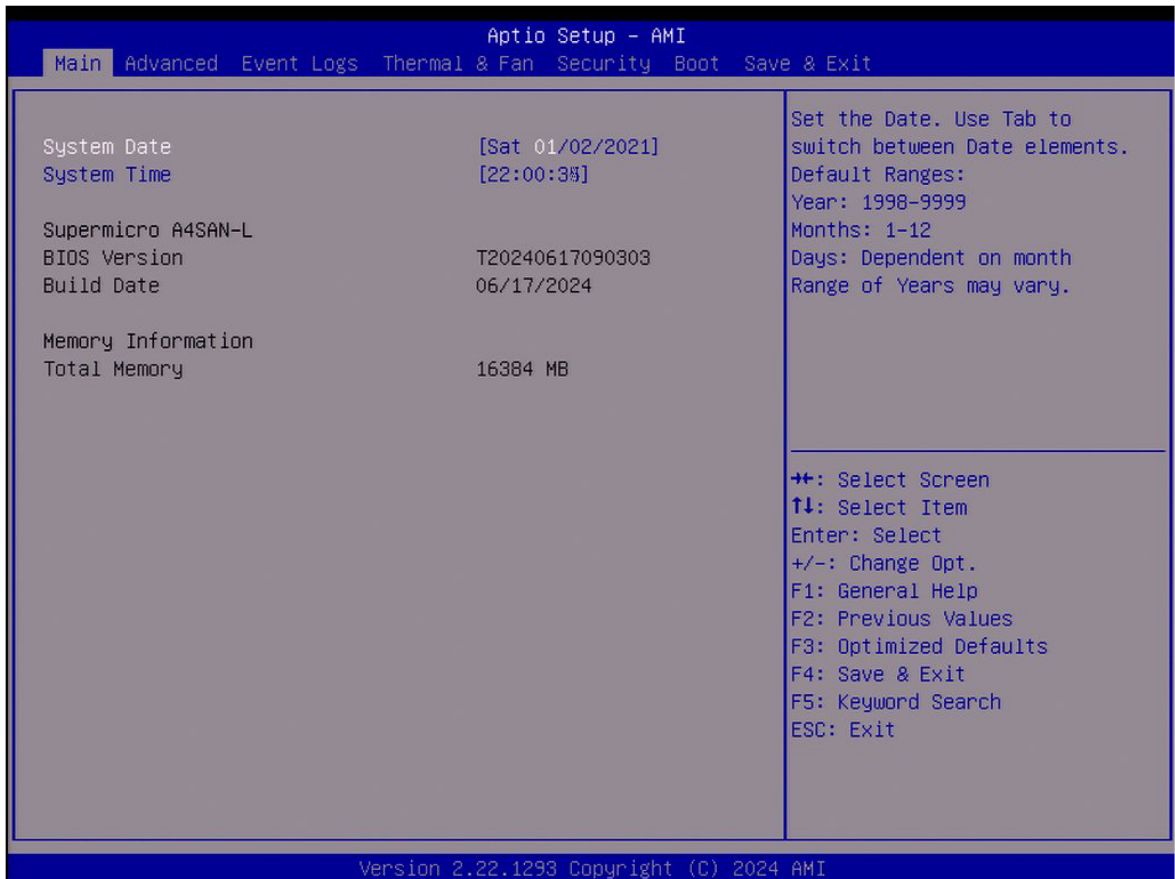 Aptio Setup – AMI
Main Advanced Event Logs Thermal & Fan Security Boot Save & Exit
System Date [Sat 01/02/2021]
System Time
Supermicro A4SAN-L
BIOS Version T20240617090303
Build Date 06/17/2024
Memory Information
Total Memory 16384 MB
Set the Date. Use Tab to
switch between Date elements.
Default Ranges:
Year: 1998-9999
Months: 1-12
Days: Dependent on month
Range of Years may vary.
→←: Select Screen
↑↓: Select Item
Enter: Select
+/-: Change Opt.
F1: General Help
F2: Previous Values
F3: Optimized Defaults
F4: Save & Exit
F5: Keyword Search
ESC: Exit
Version 2.22.1293 Copyright (C) 2024 AMI